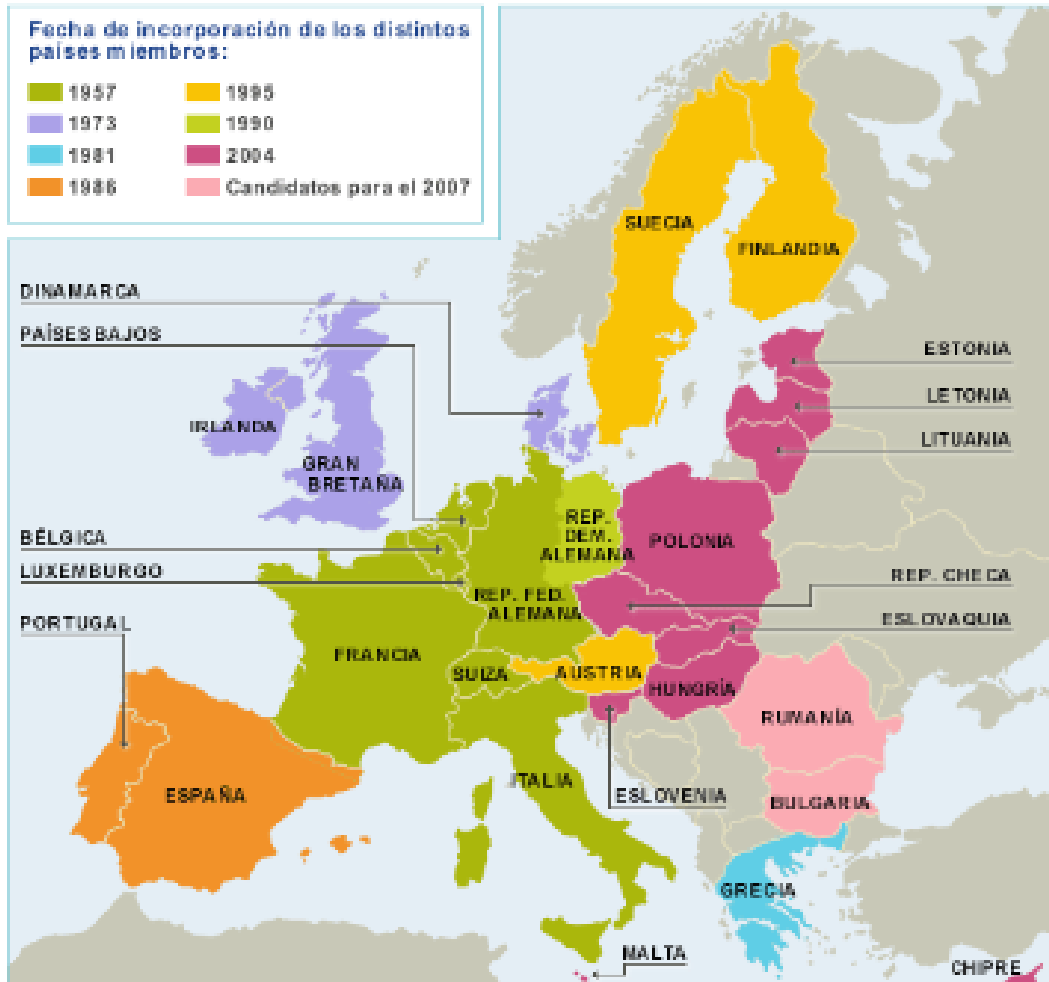 Fecha de incorporación de los distintos
países miembros:
1957
1995
1973
1990
1981
2004
1986
Candidatos para el 2007
SUECIA
FINLANDIA
DINAMARCA
PAÍSES BAJOS
ESTONIA
LETONIA
IRLANDA
LITUANIA
GRAN
BRETAÑA
REP.
DEM.
ALEMANA
BÉLGICA
POLONIA
LUXEMBURGO
REP. CHECA
REP. FED.
ALEMANA
ESLOVAQUIA
PORTUGAL
FRANCIA
SUIZA
AUSTRIA
HUNGRÍA
RUMANÍA
ITALIA
ESPAÑA
ESLOVENIA
BULGARIA
GRECIA
MALTA
CHIPRE